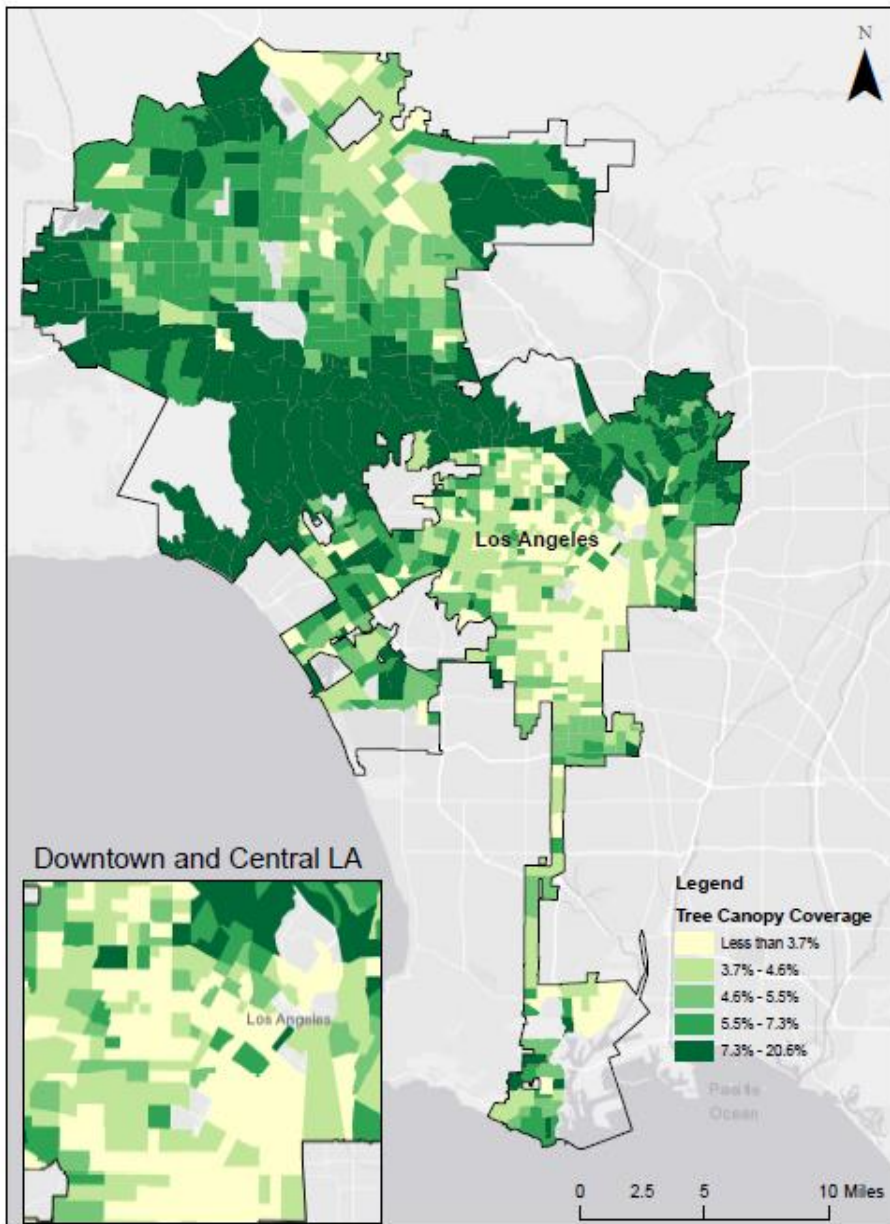 N
Los Angeles
Downtown and Central LA
Los Angeles
Legend
Tree Canopy Coverage
Less than 3.7%
3.7% - 4.6%
4.6% - 5.5%
5.5% - 7.3%
7.3% - 20.6%
Pacific
Ocean
0 2.5 5 10 Miles